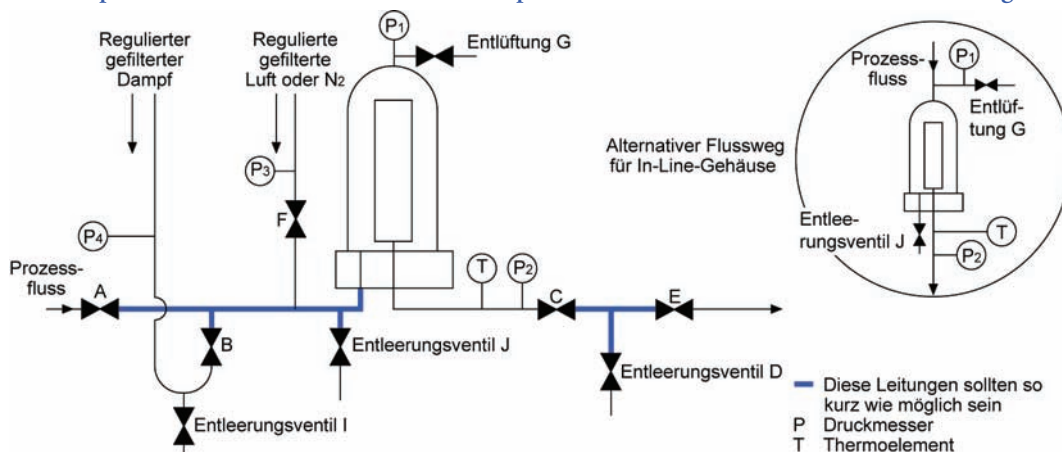 Regulierter
gefilterter
Dampf
Regulierte
gefilterte
Luft oder N2
P1
Entlüftung G
P3
F
P4
Prozess-
fluss
A
B
T
P2
C
E
Entleerungsventil J
Entleerungsventil D
Entleerungsventil I
Alternativer Flussweg
für In-Line-Gehäuse
Prozess-
fluss
P1
Entlüf-
tung G
Entlee-
rungsventil J
T
P2
Diese Leitungen sollten so
kurz wie möglich sein
P Druckmesser
T Thermoelement